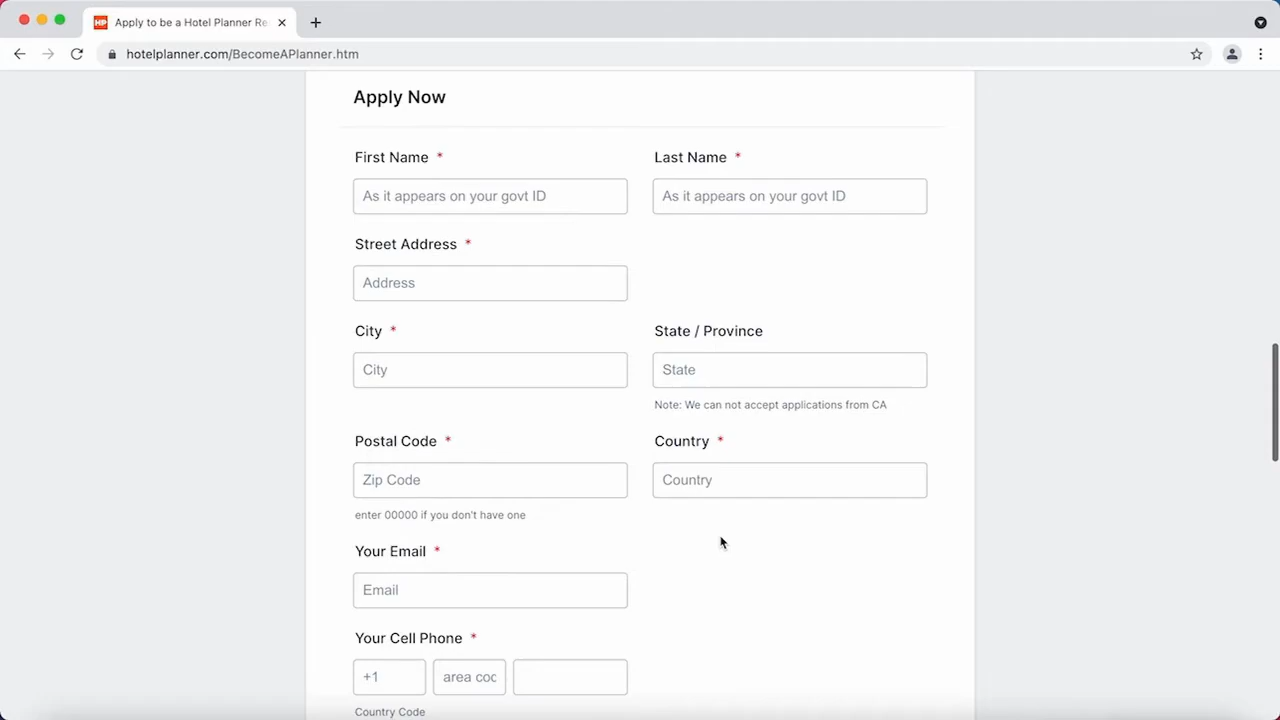 HP Apply to be a Hotel Planner Re
hotelplanner.com/BecomeAPlanner.htm
Apply Now
First Name * Last Name *
As it appears on your govt ID As it appears on your govt ID
Street Address *
Address
City * State / Province
City State
Note: We can not accept applications from CA
Postal Code * Country *
Zip Code Country
enter 00000 if you don't have one
Your Email *
Email
Your Cell Phone *
+1 area coc
Country Code